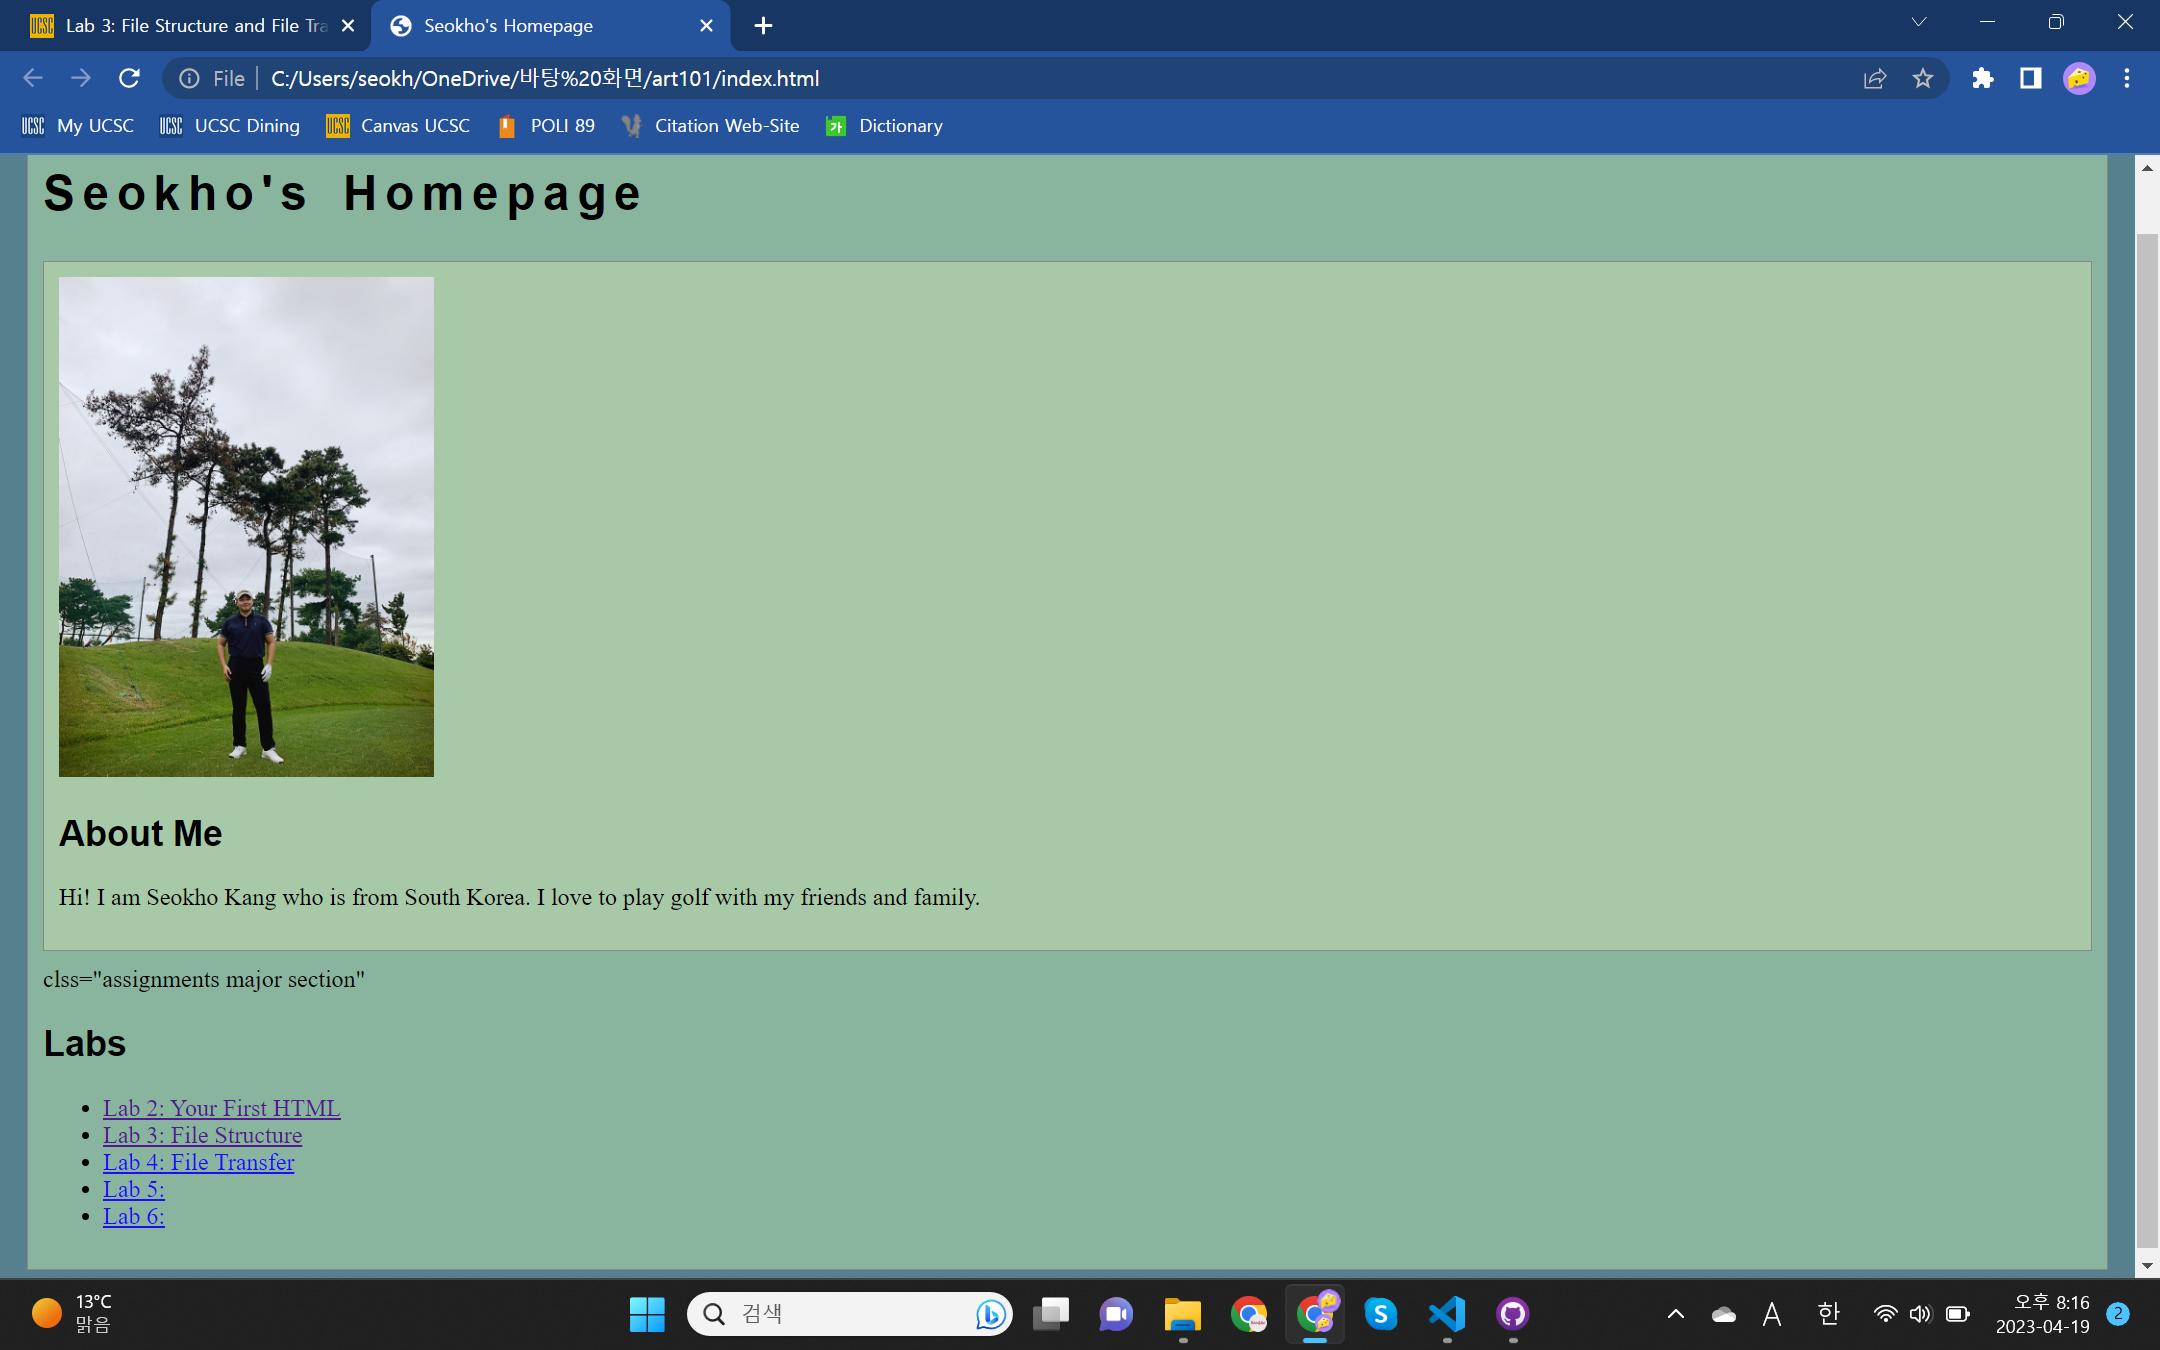 Lab 3: File Structure and File Tra
Seokho's Homepage
File
C:/Users/seokh/OneDrive/바탕%20화면/art101/index.html
UCSC My UCSC
UCSC UCSC Dining
UCSC Canvas UCSC
POLI 89
Citation Web-Site
가 Dictionary
Seokho's Homepage
About Me
Hi! I am Seokho Kang who is from South Korea. I love to play golf with my friends and family.
clss="assignments major section"
Labs
Lab 2: Your First HTML
Lab 3: File Structure
Lab 4: File Transfer
Lab 5:
Lab 6:
13°C
맑음
검색
A
한
오후 8:16
2023-04-19
2